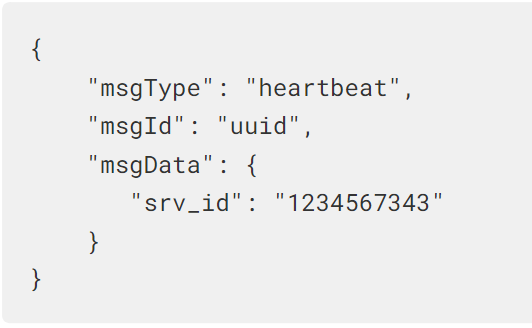 {
    "msgType": "heartbeat",
    "msgId": "uuid",
    "msgData": {
       "srv_id": "1234567343"
    }
}